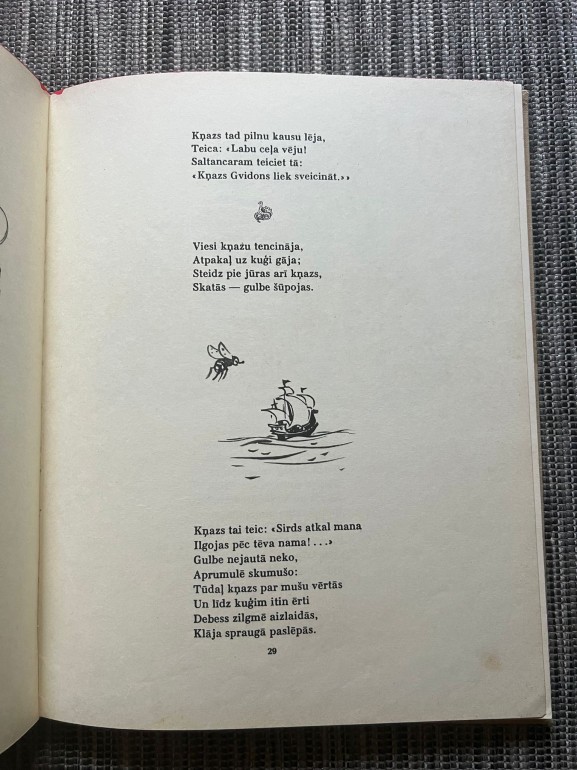 Kņazs tad pilnu kausu lēja,
Teica: «Labu ceļa vēju!
Saltancaram teiciet tā:
«Kņazs Gvidons liek sveicināt.»»
Viesi kņazu tencināja,
Atpakaļ uz kuģi gāja;
Steidz pie jūras arī kņazs,
Skatās — gulbe šūpojas.
Kņazs tai teic: «Sirds atkal mana
Ilgojas pēc tēva nama! . . .»
Gulbe nejautā neko,
Aprumulē skumušo:
Tūdaļ kņazs par mušu vērtās
Un līdz kuģim itin ērti
Debess zilgmē aizlaidās,
Klāja spraugā paslēpās.
29